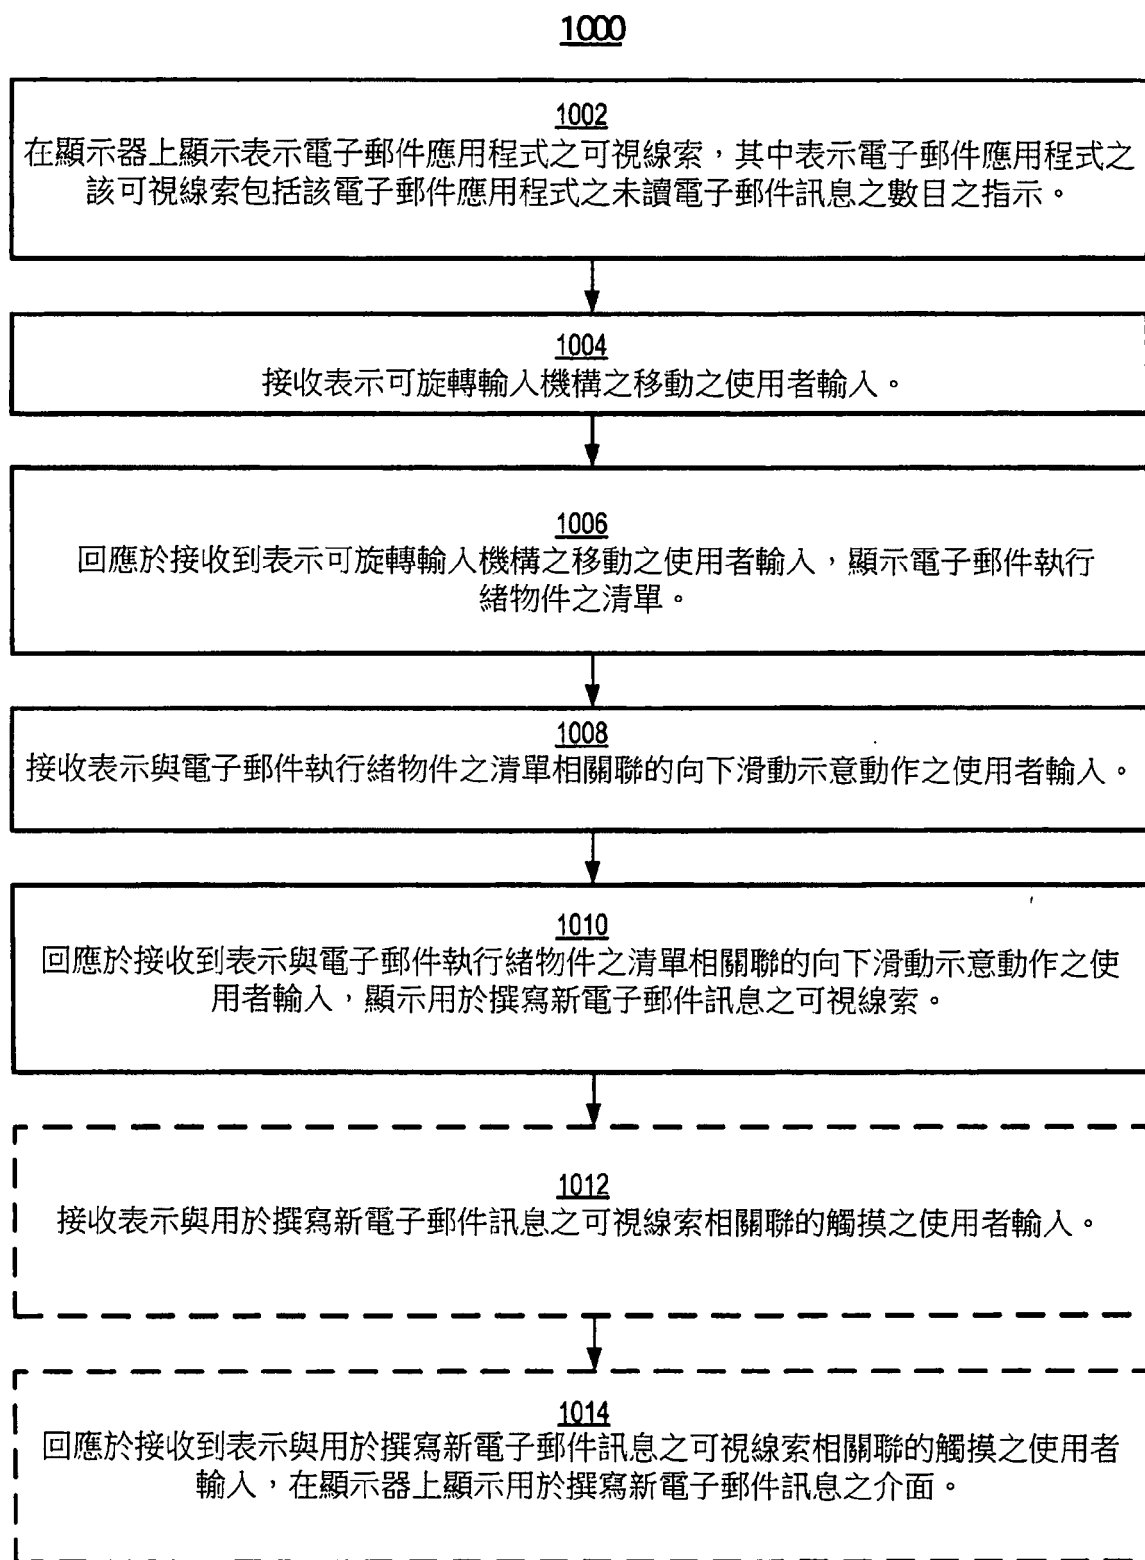 1000
1002
在顯示器上顯示表示電子郵件應用程式之可視線索，其中表示電子郵件應用程式之
該可視線索包括該電子郵件應用程式之未讀電子郵件訊息之數目之指示。
1004
接收表示可旋轉輸入機構之移動之使用者輸入。
1006
回應於接收到表示可旋轉輸入機構之移動之使用者輸入，顯示電子郵件執行
緒物件之清單。
1008
接收表示與電子郵件執行緒物件之清單相關聯的向下滑動示意動作之使用者輸入。
1010
回應於接收到表示與電子郵件執行緒物件之清單相關聯的向下滑動示意動作之使
用者輸入，顯示用於撰寫新電子郵件訊息之可視線索。
1012
接收表示與用於撰寫新電子郵件訊息之可視線索相關聯的觸摸之使用者輸入。
1014
回應於接收到表示與用於撰寫新電子郵件訊息之可視線索相關聯的觸摸之使用者
輸入，在顯示器上顯示用於撰寫新電子郵件訊息之介面。